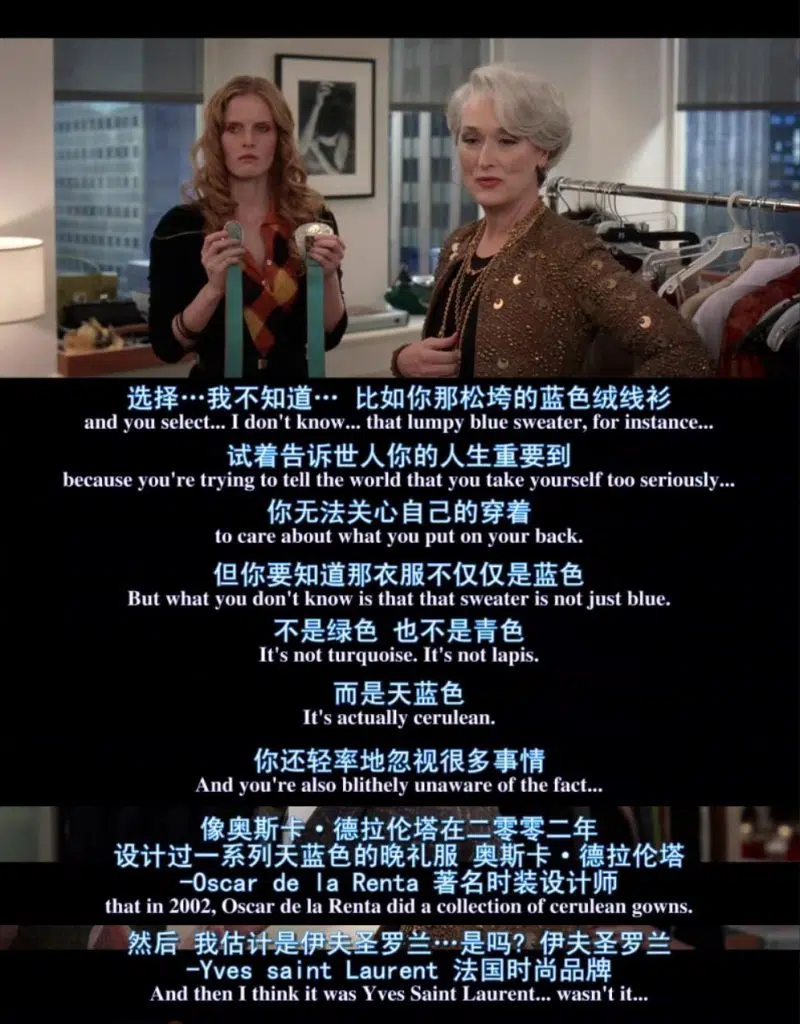 选择…我不知道… 比如你那松垮的蓝色绒线衫
and you select... I don't know... that lumpy blue sweater, for instance...
试着告诉世人你的人生重要到
because you're trying to tell the world that you take yourself too seriously...
你无法关心自己的穿着
to care about what you put on your back.
但你要知道那衣服不仅仅是蓝色
But what you don't know is that that sweater is not just blue.
不是绿色 也不是青色
It's not turquoise. It's not lapis.
而是天蓝色
It's actually cerulean.
你还轻率地忽视很多事情
And you're also blithely unaware of the fact...
像奥斯卡·德拉伦塔在二零零二年
设计过一系列天蓝色的晚礼服 奥斯卡·德拉伦塔
-Oscar de la Renta 著名时装设计师
that in 2002, Oscar de la Renta did a collection of cerulean gowns.
然后 我估计是伊夫圣罗兰…是吗? 伊夫圣罗兰
-Yves saint Laurent 法国时尚品牌
And then I think it was Yves Saint Laurent... wasn't it...